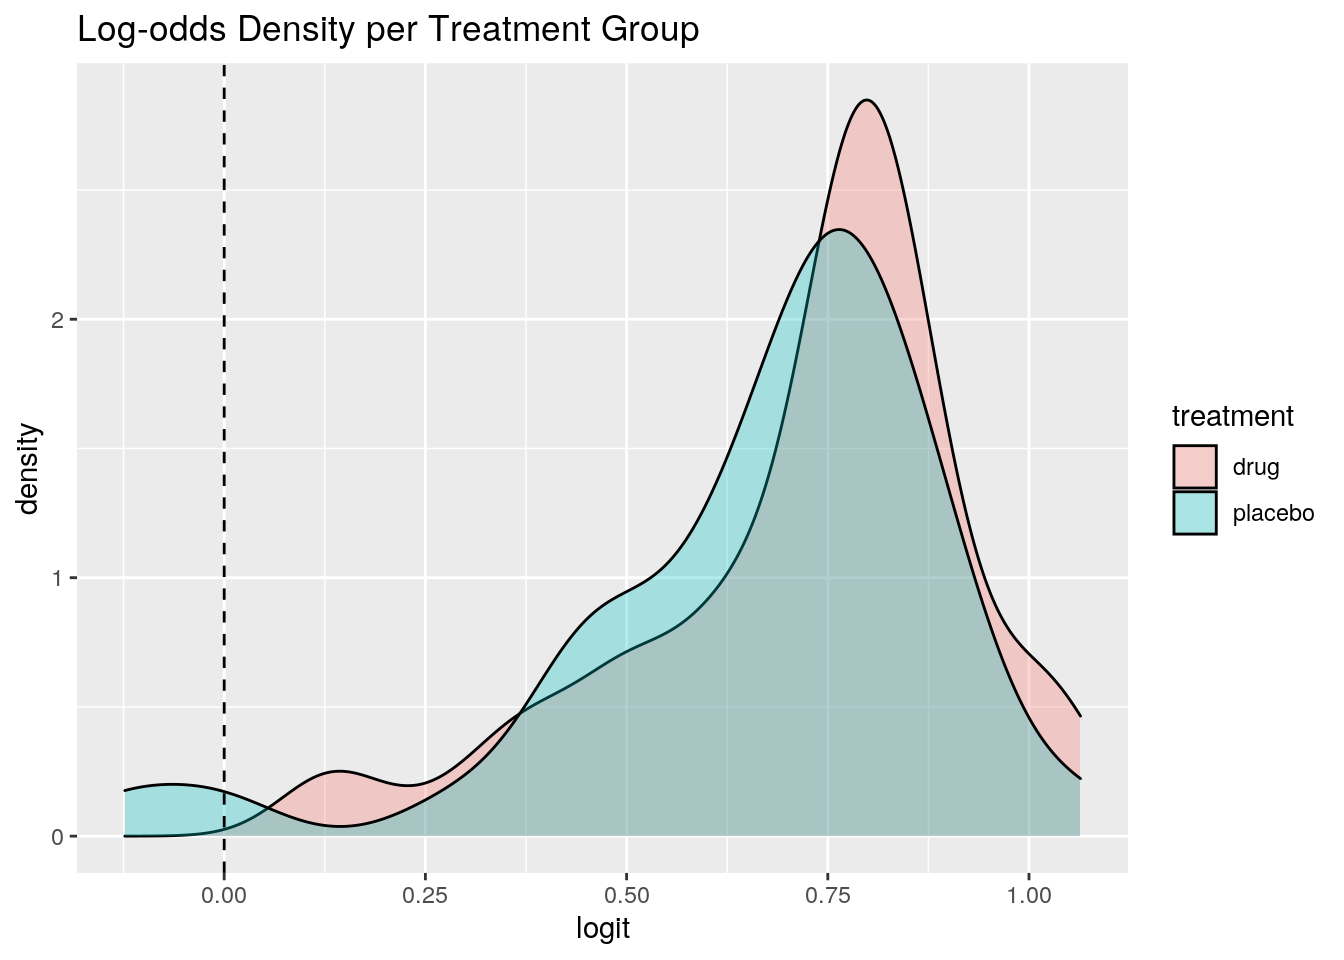 Log-odds Density per Treatment Group
density
2
1
0
0.00 0.25 0.50 0.75 1.00
logit
treatment
drug
placebo